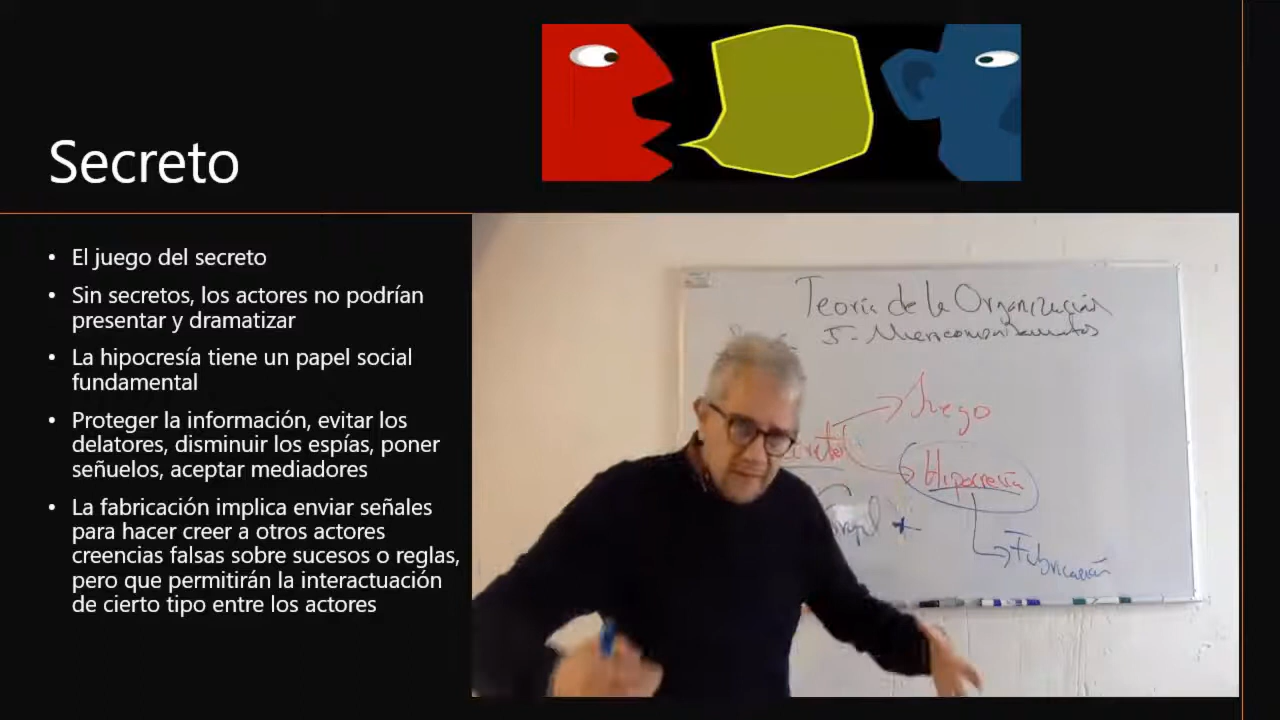 Secreto
• El juego del secreto
• Sin secretos, los actores no podrían
presentar y dramatizar
• La hipocresía tiene un papel social
fundamental
• Proteger la información, evitar los
delatores, disminuir los espías, poner
señuelos, aceptar mediadores
• La fabricación implica enviar señales
para hacer creer a otros actores
creencias falsas sobre sucesos o reglas,
pero que permitirán la interactuación
de cierto tipo entre los actores
Teoría de la Organización
5-
Juego
Hipocresía
Fabricación